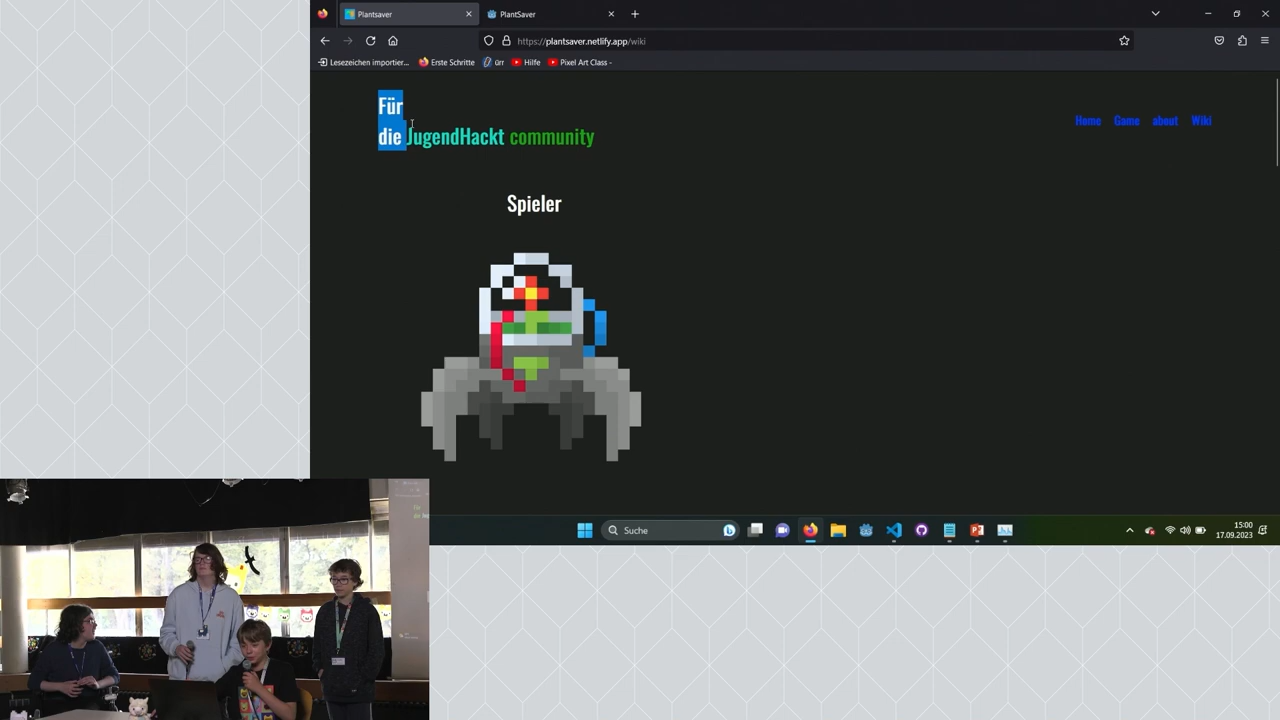 Plantsaver
PlantSaver
https://plantsaver.netlify.app/wiki
Lesezeichen importier...
Erste Schritte
ürr
Hilfe
Pixel Art Class -
Für
die JugendHackt community
Home
Game
about
Wiki
Spieler
Suche
15:00
17.09.2023